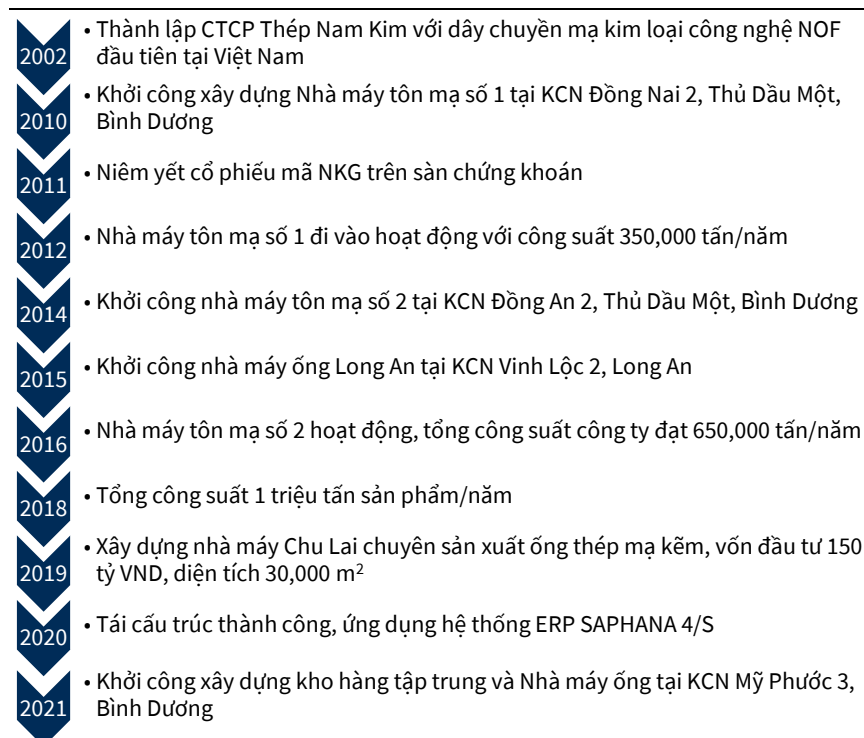 2002
• Thành lập CTCP Thép Nam Kim với dây chuyền mạ kim loại công nghệ NOF
đầu tiên tại Việt Nam
2010
• Khởi công xây dựng Nhà máy tôn mạ số 1 tại KCN Đồng Nai 2, Thủ Dầu Một,
Bình Dương
2011
• Niêm yết cổ phiếu mã NKG trên sàn chứng khoán
2012
• Nhà máy tôn mạ số 1 đi vào hoạt động với công suất 350,000 tấn/năm
2014
• Khởi công nhà máy tôn mạ số 2 tại KCN Đồng An 2, Thủ Dầu Một, Bình Dương
2015
• Khởi công nhà máy ống Long An tại KCN Vinh Lộc 2, Long An
2016
• Nhà máy tôn mạ số 2 hoạt động, tổng công suất công ty đạt 650,000 tấn/năm
2018
• Tổng công suất 1 triệu tấn sản phẩm/năm
2019
• Xây dựng nhà máy Chu Lai chuyên sản xuất ống thép mạ kẽm, vốn đầu tư 150
tỷ VND, diện tích 30,000 m²
2020
• Tái cấu trúc thành công, ứng dụng hệ thống ERP SAPHANA 4/S
2021
• Khởi công xây dựng kho hàng tập trung và Nhà máy ống tại KCN Mỹ Phước 3,
Bình Dương